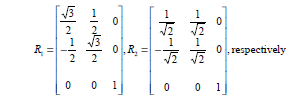 R₁ = [√3/2 1/2 0; -1/2 √3/2 0; 0 0 1], R₂ = [1/√2 1/√2 0; -1/√2 1/√2 0; 0 0 1], respectively